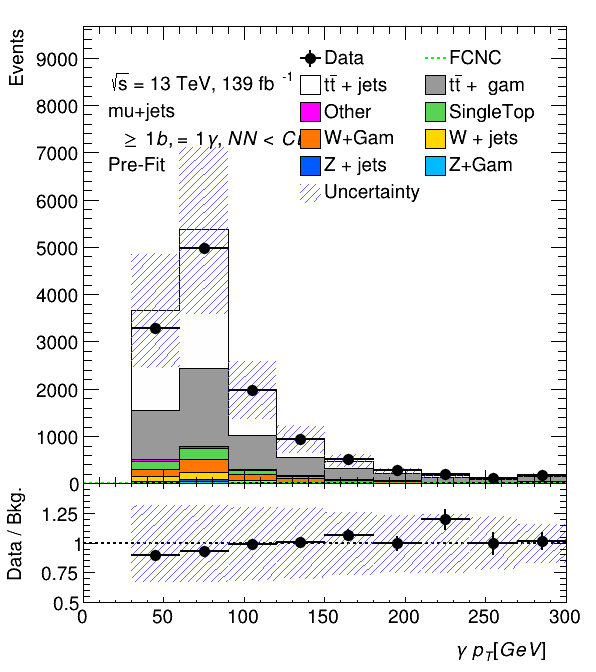 Events
9000
8000
7000
6000
5000
4000
3000
2000
1000
0
√s = 13 TeV, 139 fb -1
mu+jets
≥ 1b, = 1γ, NN < C
Pre-Fit
Data
FCNC
tt̄ + jets
tt̄ + gam
Other
SingleTop
W+Gam
W + jets
Z + jets
Z+Gam
Uncertainty
Data / Bkg.
1.25
1
0.75
0.5
0 50 100 150 200 250 300
γ pT[GeV]